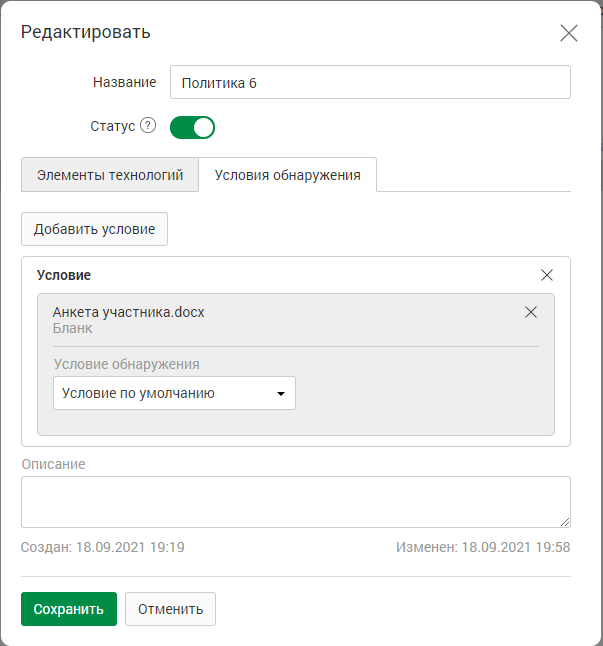 Редактировать
Название Политика 6
Статус ?
Элементы технологий Условия обнаружения
Добавить условие
Условие
Анкета участника.docx
Бланк
Условие обнаружения
Условие по умолчанию
Описание
Создан: 18.09.2021 19:19 Изменен: 18.09.2021 19:58
Сохранить Отменить